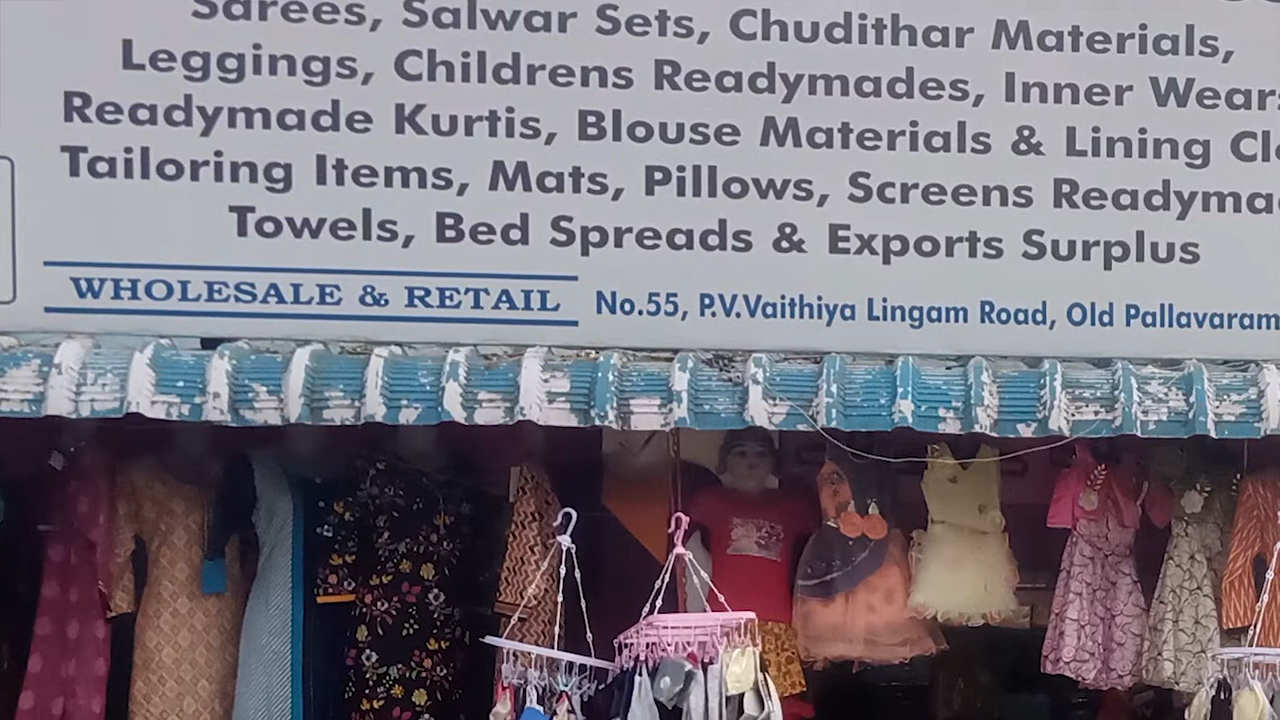 Sarees, Salwar Sets, Chudithar Materials,
Leggings, Childrens Readymades, Inner Wear
Readymade Kurtis, Blouse Materials & Lining
Tailoring Items, Mats, Pillows, Screens
Towels, Bed Spreads & Exports Surplus
WHOLESALE & RETAIL
No.55, P.V.Vaithiya Lingam Road, Old Pallavaram